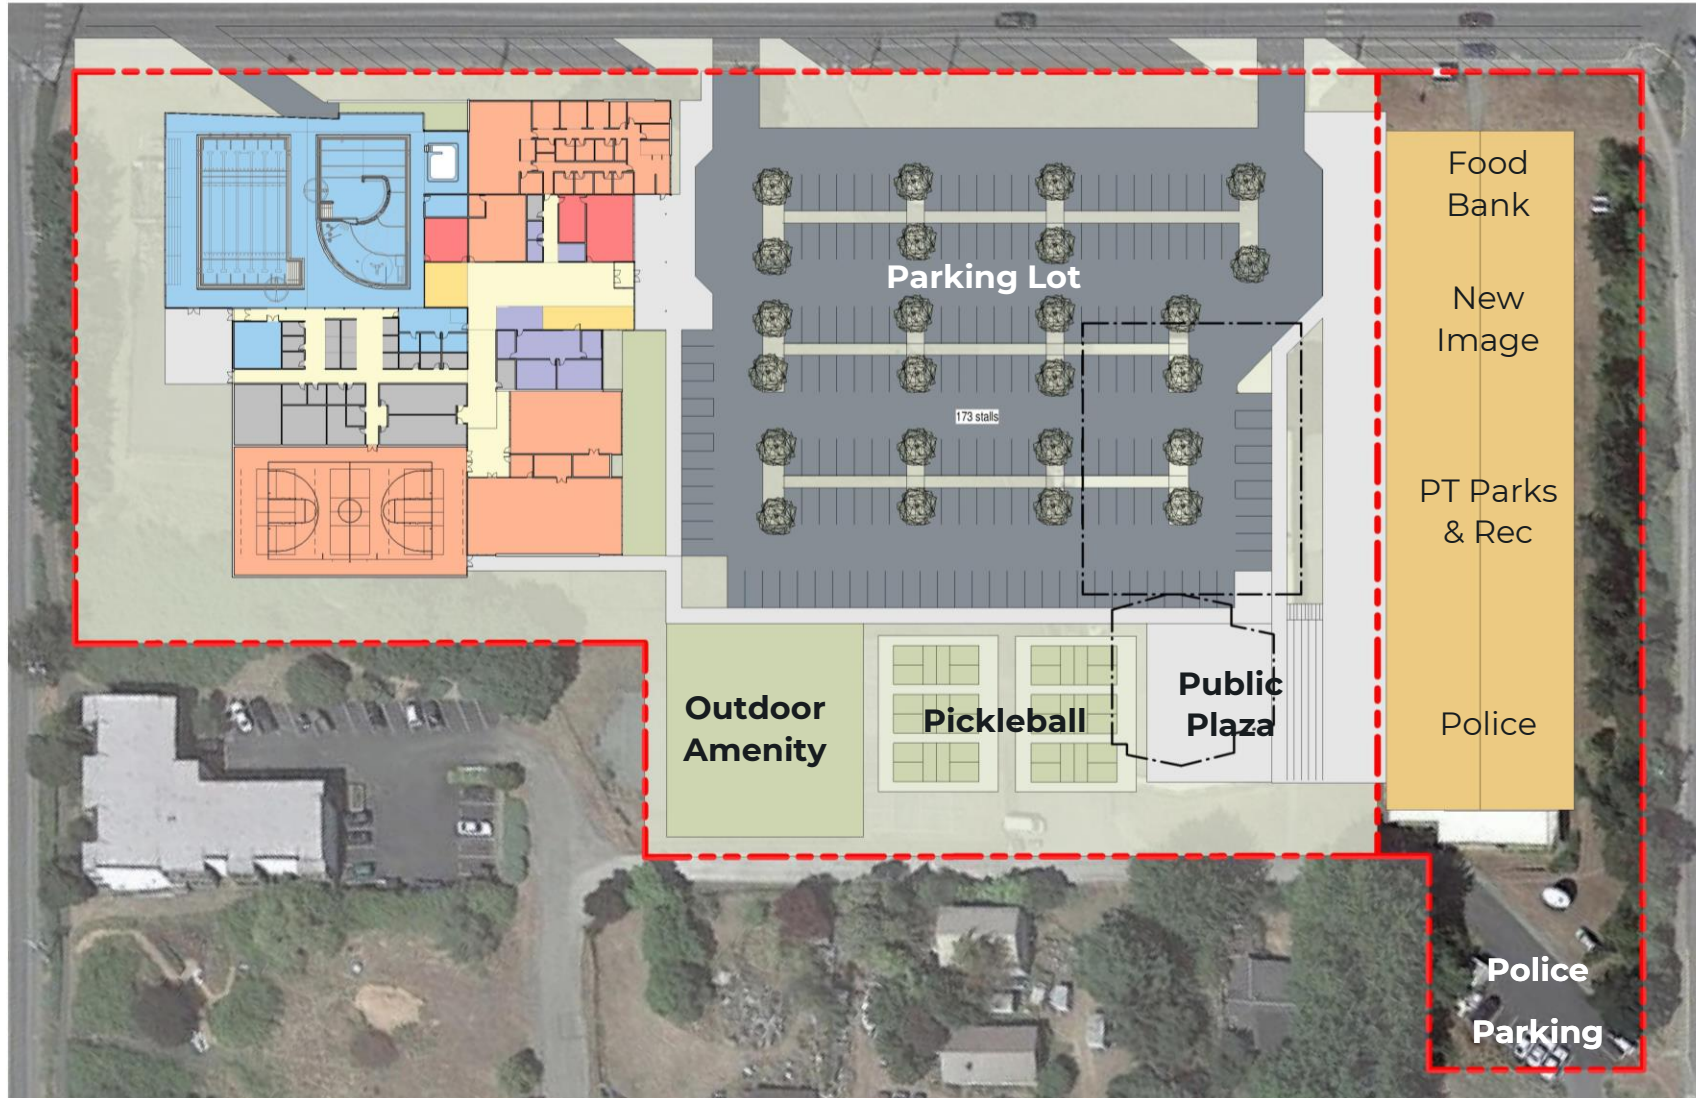 Food
Bank
New
Image
Parking Lot
173 stalls
PT Parks
& Rec
Outdoor
Amenity
Pickleball
Public
Plaza
Police
Police
Parking